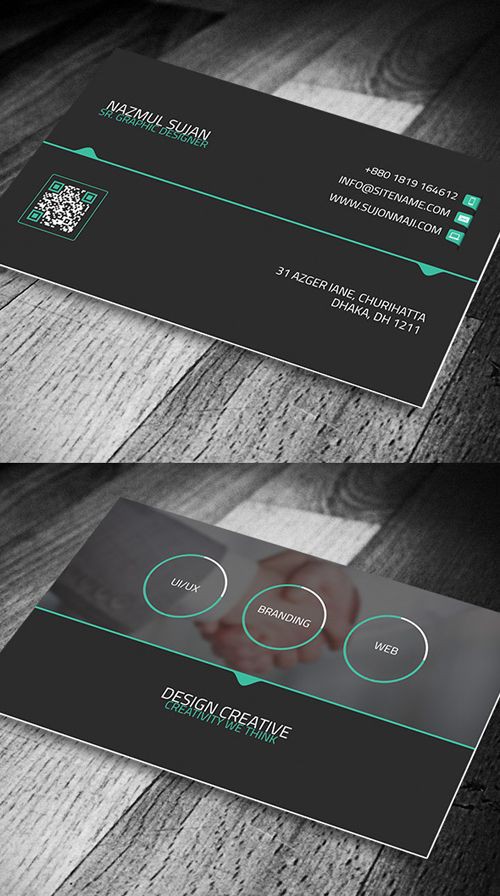 NAZMUL SUJAN
SR. GRAPHIL DESIGNER
+880 1819 164612
INFO@SITENAME.COM
WWW.SUJONMAJI.COM
31 AZGER IANE, CHURIHATTA
DHAKA, DH 1211
UI/UX
BRANDING
WEB
DESIGN CREATIVE
CREATIVITY WE THINK